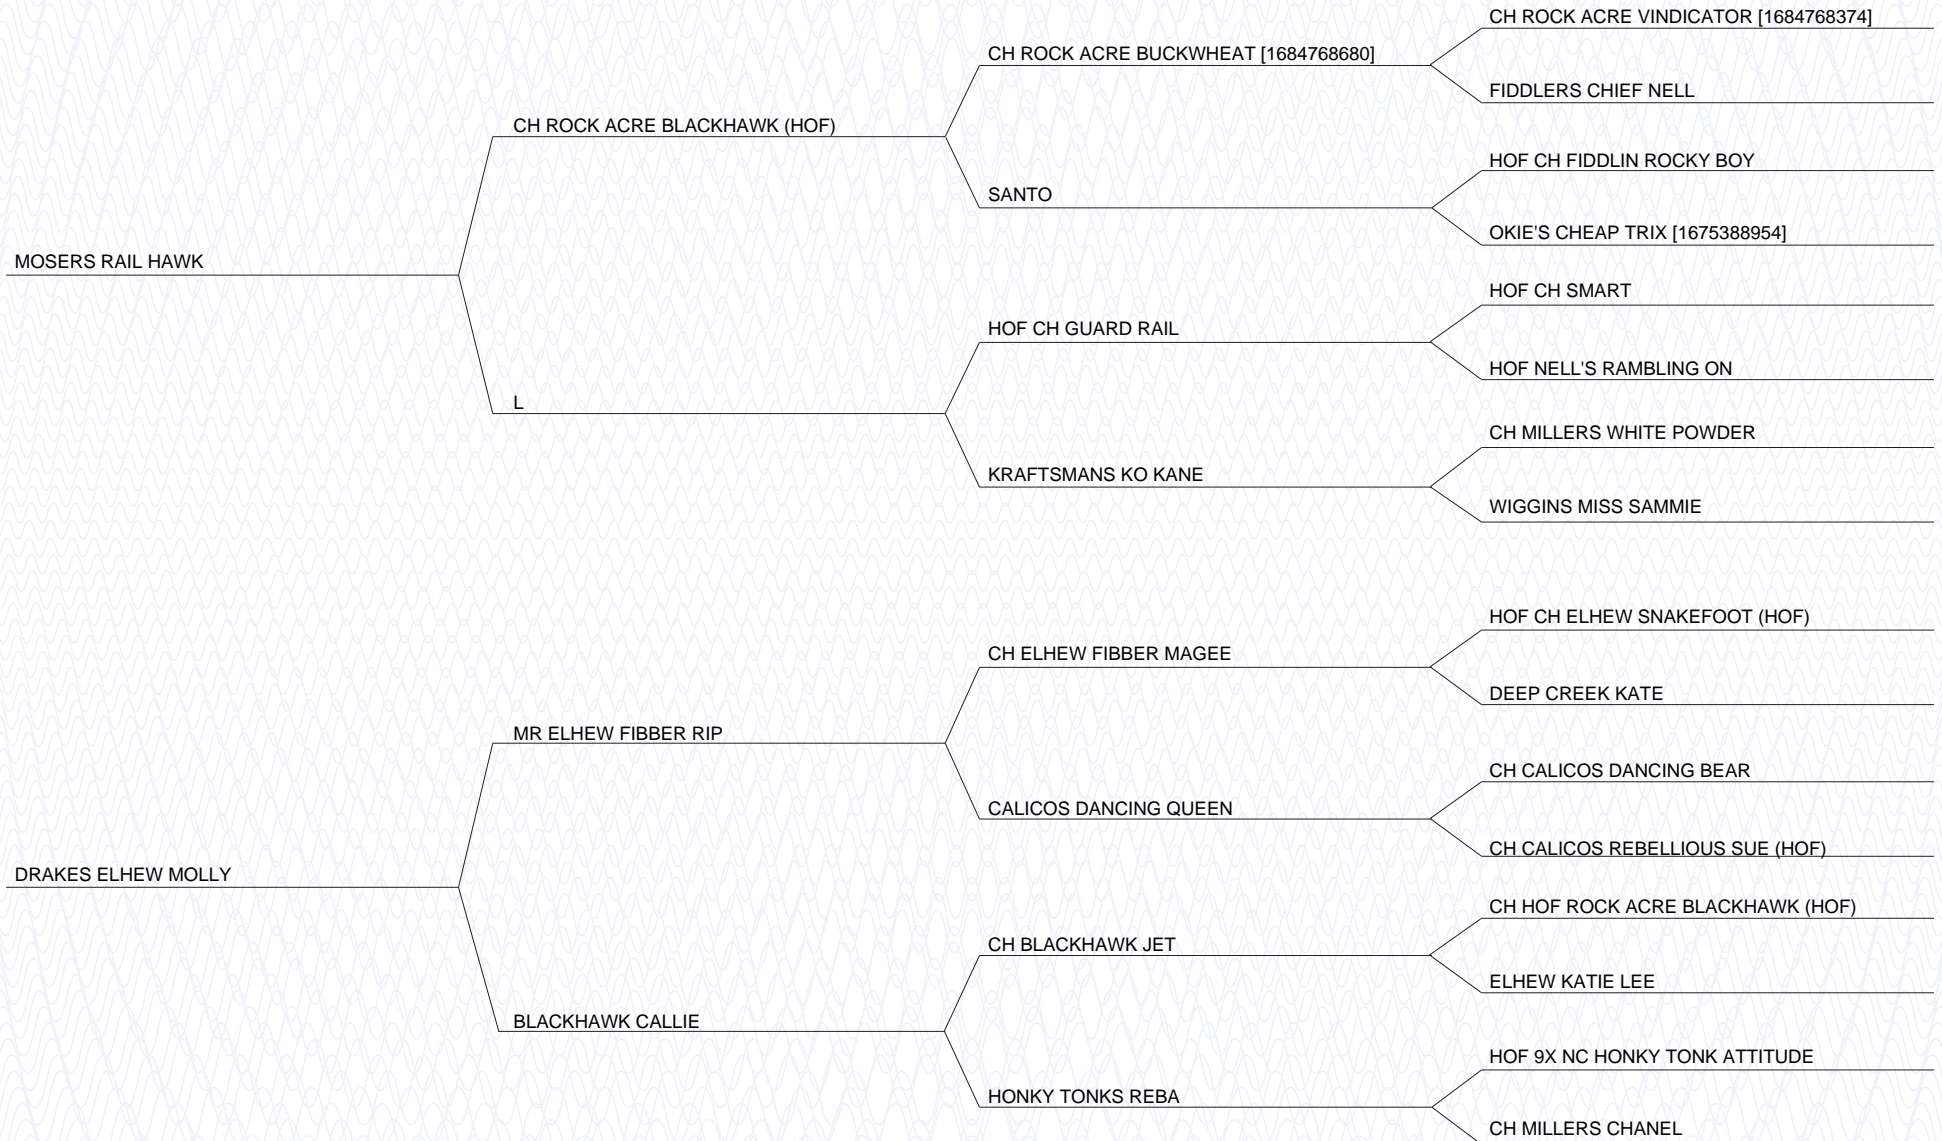 CH ROCK ACRE VINDICATOR [1684768374]
CH ROCK ACRE BUCKWHEAT [1684768680]
FIDDLERS CHIEF NELL
CH ROCK ACRE BLACKHAWK (HOF)
HOF CH FIDDLIN ROCKY BOY
SANTO
OKIE'S CHEAP TRIX [1675388954]
MOSERS RAIL HAWK
HOF CH SMART
HOF CH GUARD RAIL
HOF NELL'S RAMBLING ON
L
CH MILLERS WHITE POWDER
KRAFTSMANS KO KANE
WIGGINS MISS SAMMIE
HOF CH ELHEW SNAKEFOOT (HOF)
CH ELHEW FIBBER MAGEE
DEEP CREEK KATE
MR ELHEW FIBBER RIP
CH CALICOS DANCING BEAR
CALICOS DANCING QUEEN
CH CALICOS REBELLIOUS SUE (HOF)
DRAKES ELHEW MOLLY
CH HOF ROCK ACRE BLACKHAWK (HOF)
CH BLACKHAWK JET
ELHEW KATIE LEE
BLACKHAWK CALLIE
HOF 9X NC HONKY TONK ATTITUDE
HONKY TONKS REBA
CH MILLERS CHANEL